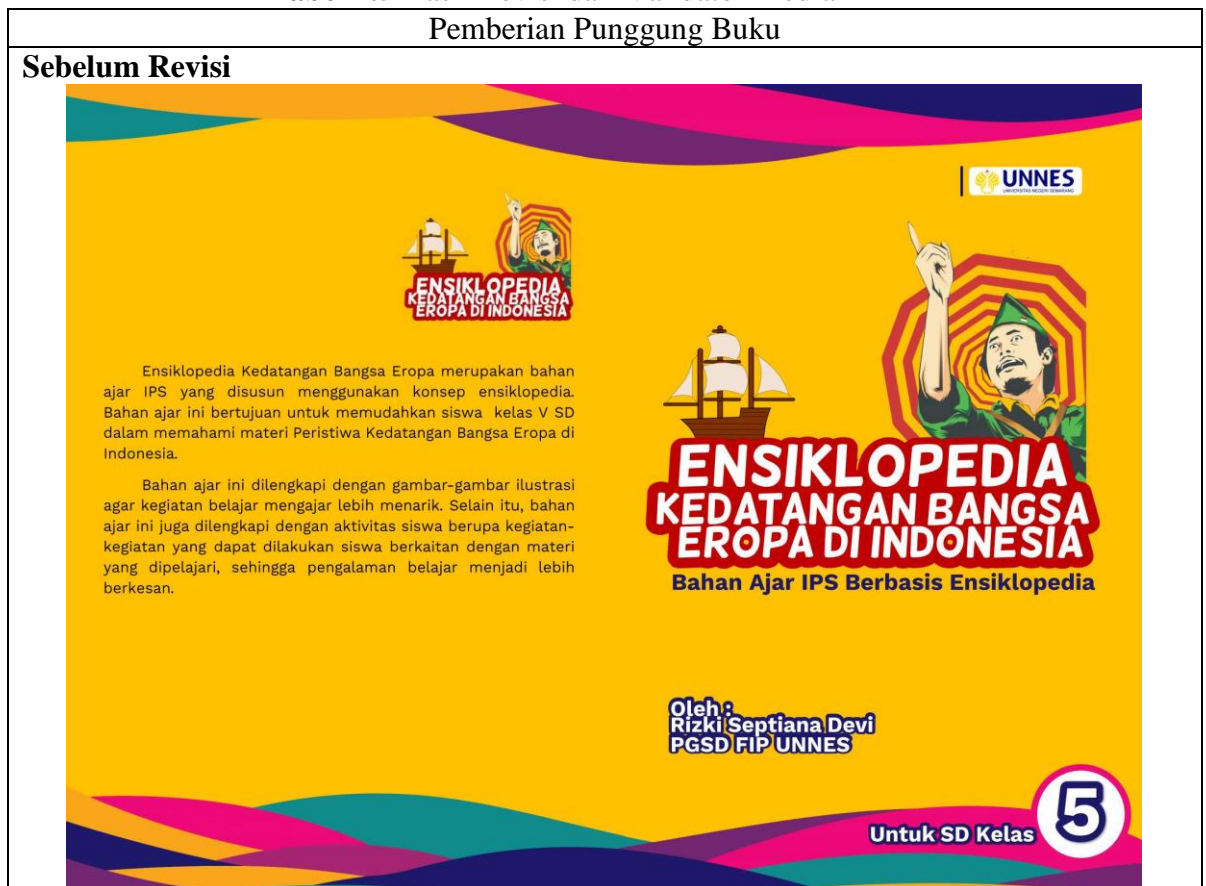 Pemberian Punggung Buku
Sebelum Revisi
UNNES
UNIVERSITAS NEGERI SEMARANG
ENSIKLOPEDIA
KEDATANGAN BANGSA
EROPA DI INDONESIA
Ensiklopedia Kedatangan Bangsa Eropa merupakan bahan
ajar IPS yang disusun menggunakan konsep ensiklopedia.
Bahan ajar ini bertujuan untuk memudahkan siswa kelas V SD
dalam memahami materi Peristiwa Kedatangan Bangsa Eropa di
Indonesia.
Bahan ajar ini dilengkapi dengan gambar-gambar ilustrasi
agar kegiatan belajar mengajar lebih menarik. Selain itu, bahan
ajar ini juga dilengkapi dengan aktivitas siswa berupa kegiatan-
kegiatan yang dapat dilakukan siswa berkaitan dengan materi
yang dipelajari, sehingga pengalaman belajar menjadi lebih
berkesan.
ENSIKLOPEDIA
KEDATANGAN BANGSA
EROPA DI INDONESIA
Bahan Ajar IPS Berbasis Ensiklopedia
Oleh :
Rizki Septiana Devi
PGSD FIP UNNES
Untuk SD Kelas 5